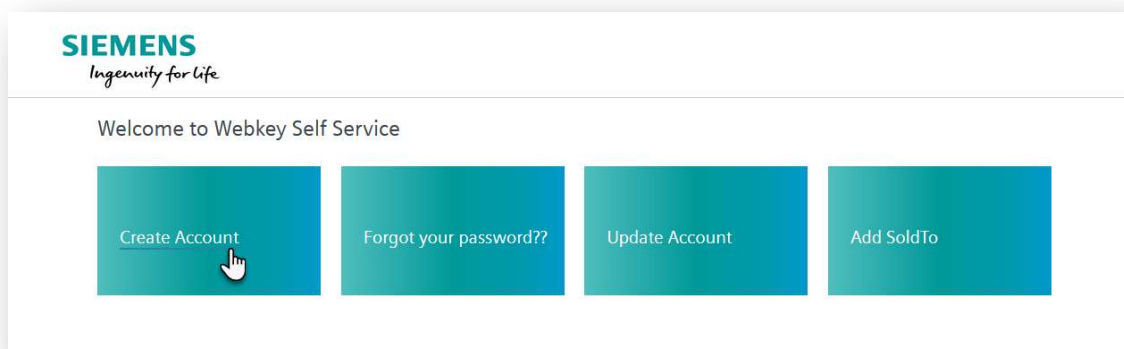 SIEMENS
Ingenuity for life
Welcome to Webkey Self Service
Create Account
Forgot your password??
Update Account
Add SoldTo